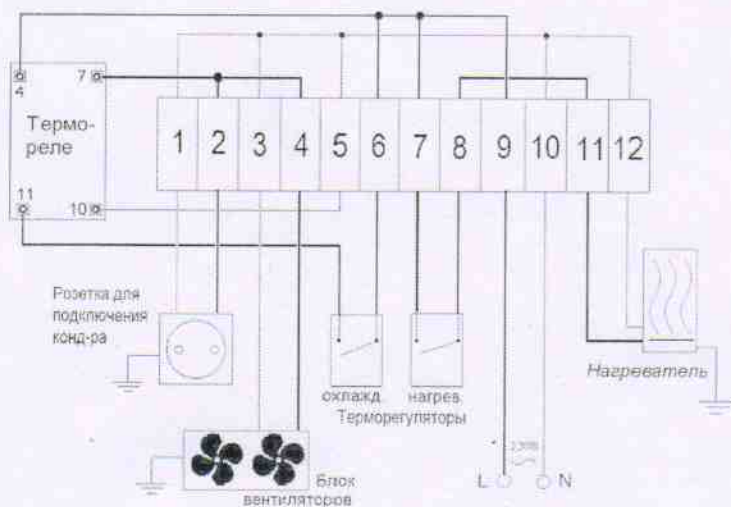 4
7
Термо-
реле
11
10
1 2 3 4 5 6 7 8 9 10 11 12
Розетка для
подключения
конд-ра
охлажд. нагрев.
Терморегуляторы
Нагреватель
Блок
вентиляторов
230В
L N